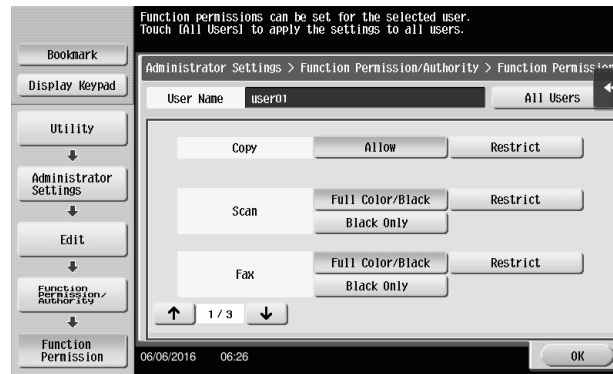 Function permissions can be set for the selected user.
Touch [All Users] to apply the settings to all users.
Bookmark
Display Keypad
Utility
Administrator
Settings
Edit
Function
Permission/
Authority
Function
Permission
Administrator Settings > Function Permission/Authority > Function Permission
User Name user01 All Users
Copy Allow Restrict
Scan Full Color/Black Restrict
Black Only
Fax Full Color/Black Restrict
Black Only
1 / 3
06/06/2016 06:26
OK